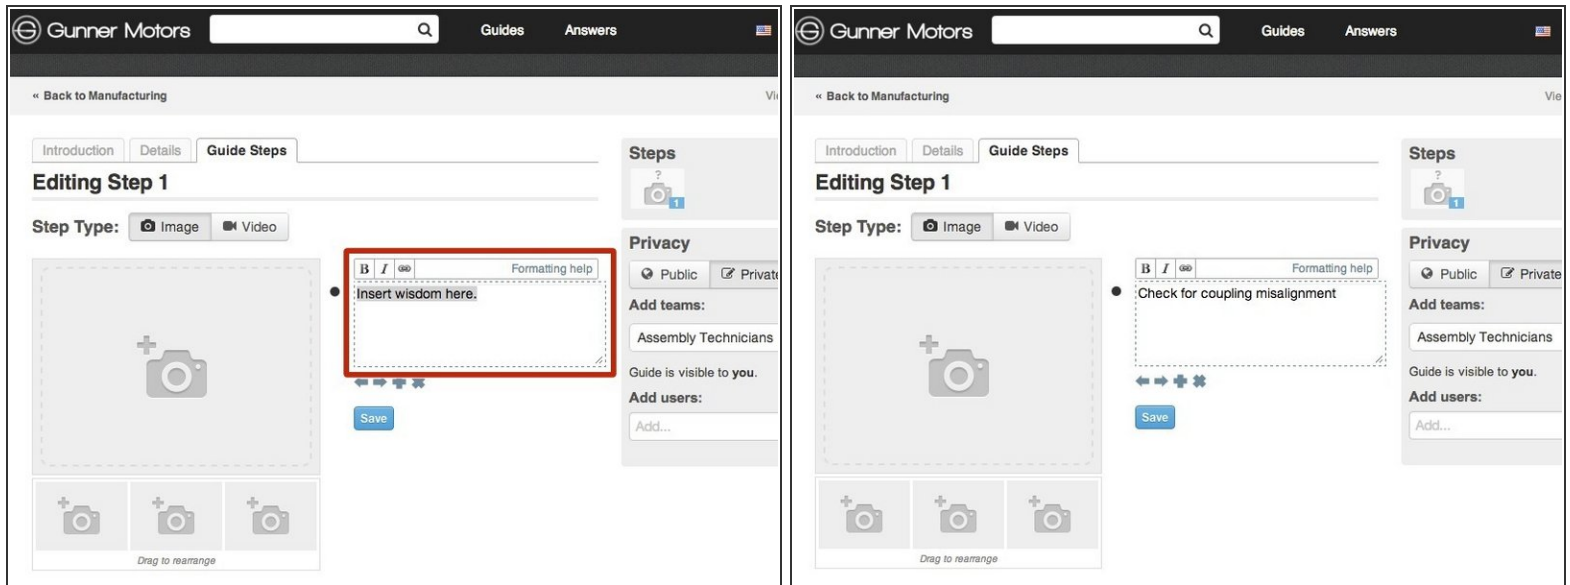 Gunner Motors Guides Answers
« Back to Manufacturing
Introduction Details Guide Steps
Editing Step 1
Step Type: Image Video
B I Formatting help
Insert wisdom here.
Save
Drag to rearrange
Steps
?
1
Privacy
Public Private
Add teams:
Assembly Technicians
Guide is visible to you.
Add users:
Add...
Gunner Motors Guides Answers
« Back to Manufacturing Vie
Introduction Details Guide Steps
Editing Step 1
Step Type: Image Video
B I Formatting help
Check for coupling misalignment
Save
Drag to rearrange
Steps
?
1
Privacy
Public Private
Add teams:
Assembly Technicians
Guide is visible to you.
Add users:
Add...